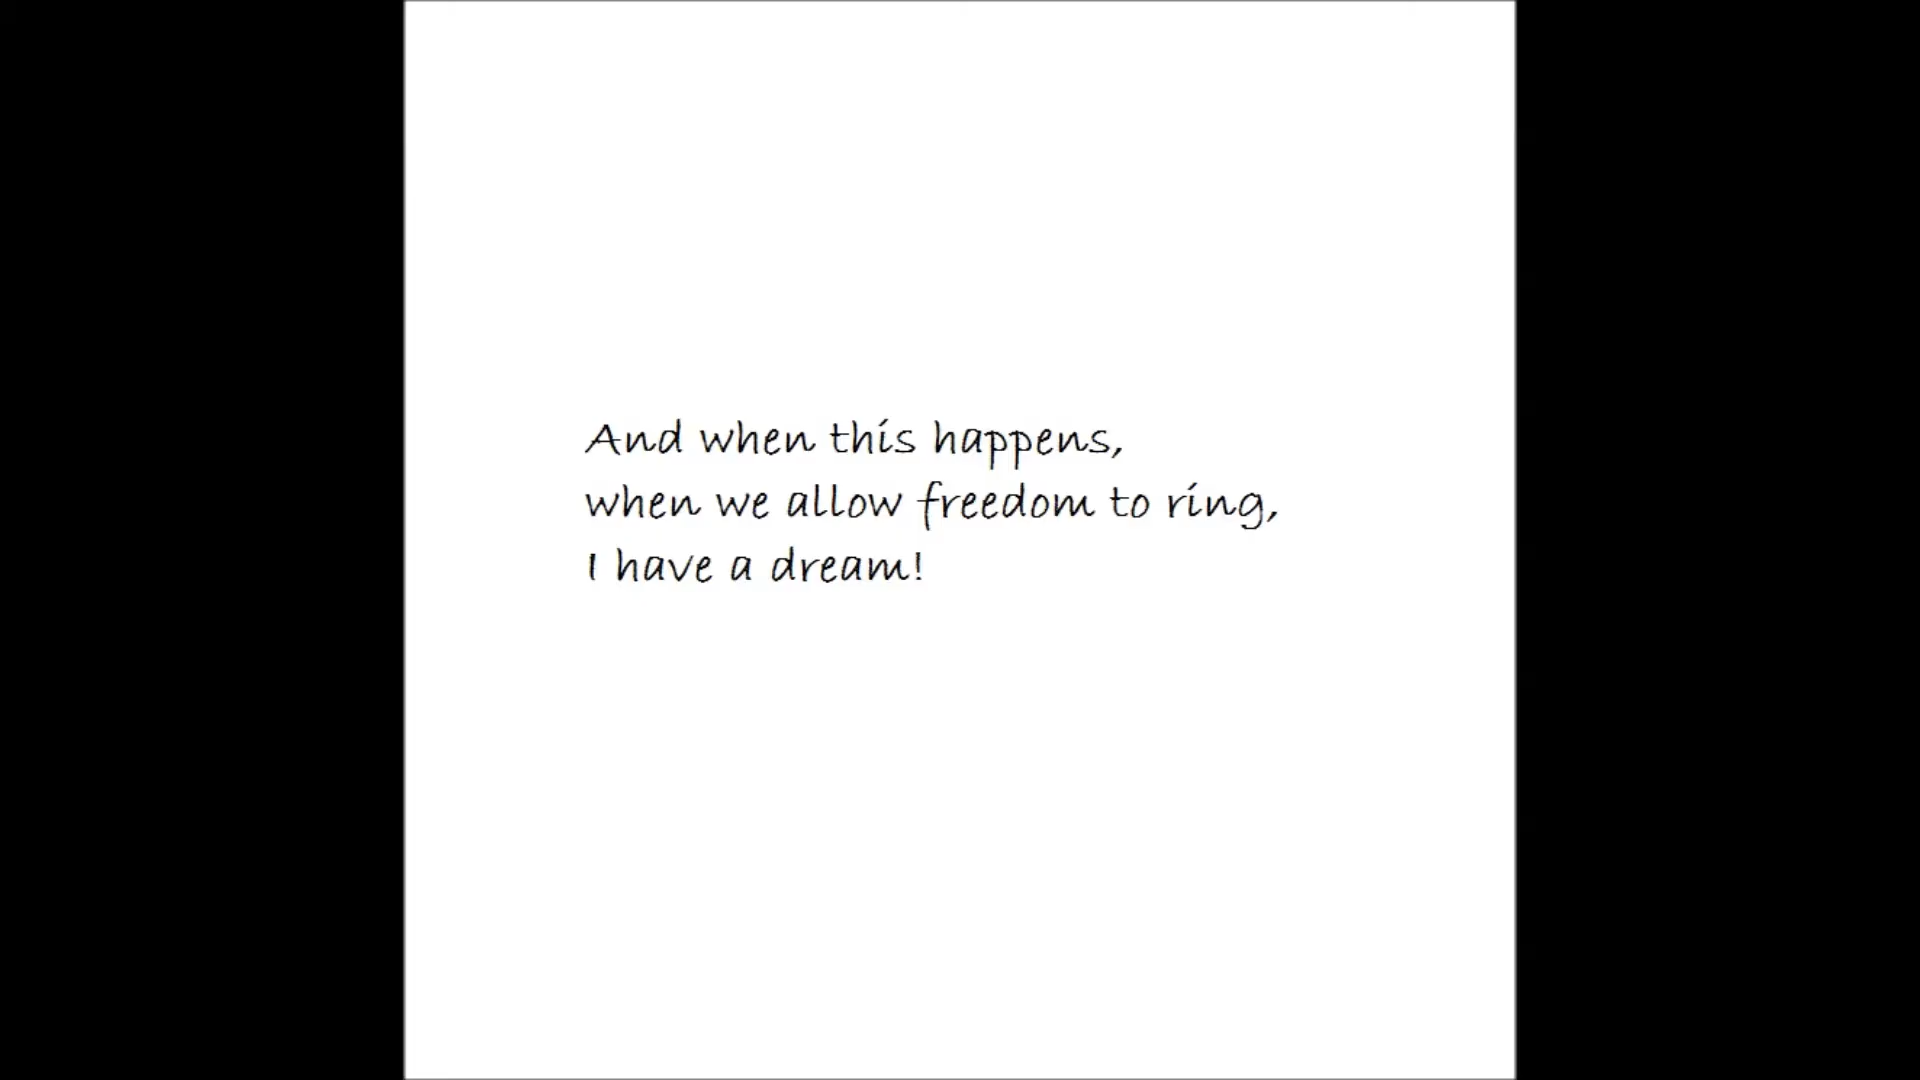 And when this happens,
when we allow freedom to ring,
I have a dream!